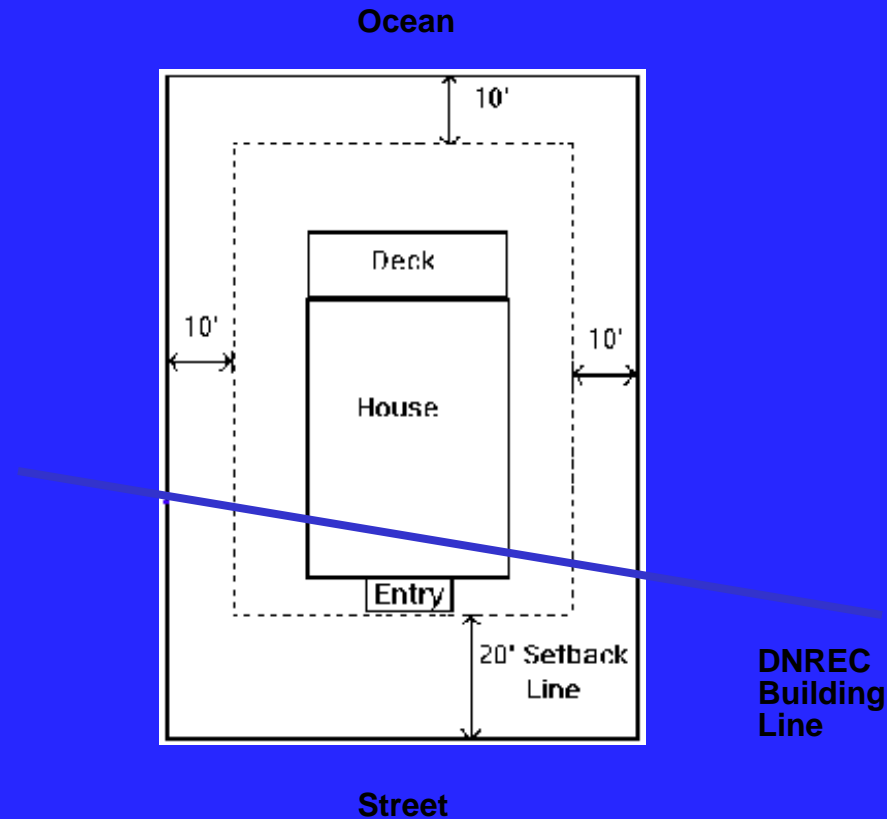 Ocean
10'
Deck
10'
10'
House
Entry
20' Setback
Line
DNREC
Building
Line
Street